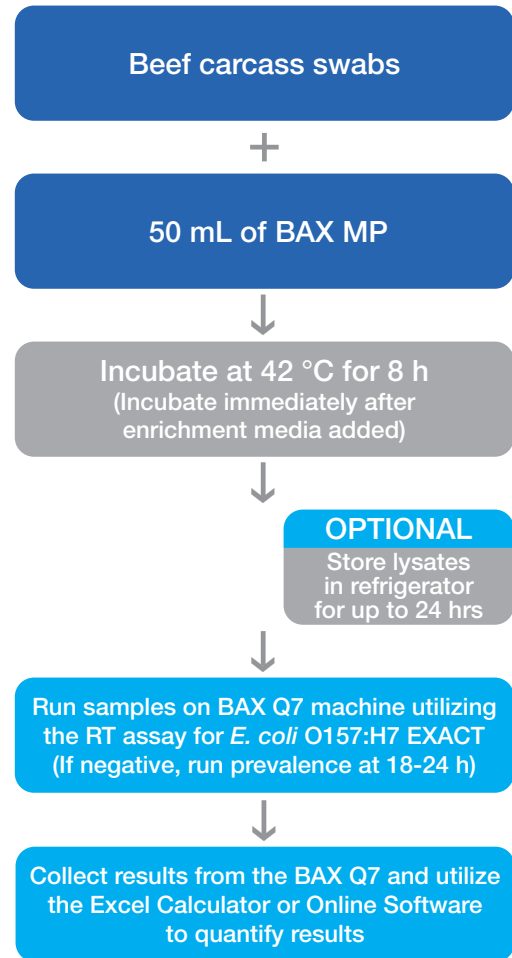 Beef carcass swabs
+
50 mL of BAX MP
Incubate at 42 °C for 8 h
(Incubate immediately after
enrichment media added)
OPTIONAL
Store lysates
in refrigerator
for up to 24 hrs
Run samples on BAX Q7 machine utilizing
the RT assay for E. coli O157:H7 EXACT
(If negative, run prevalence at 18-24 h)
Collect results from the BAX Q7 and utilize
the Excel Calculator or Online Software
to quantify results